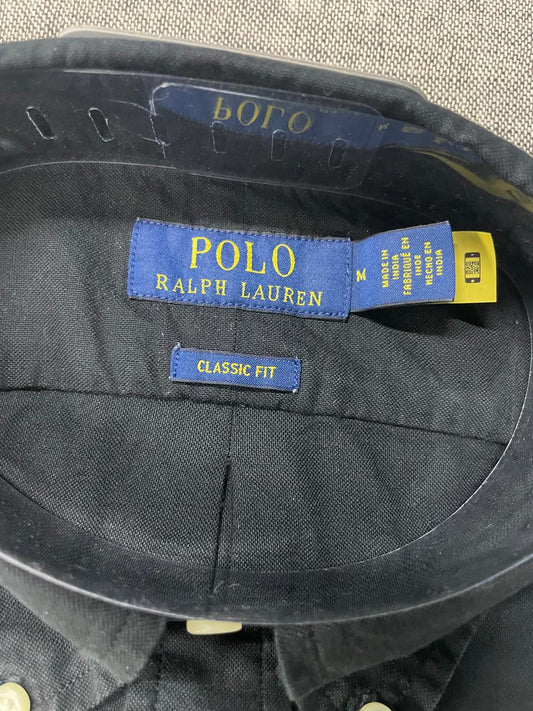 POLO
POLO
RALPH LAUREN
M
MADE IN
INDIA
FABRIQUÉ EN
INDE
HECHO EN
INDIA
CLASSIC FIT